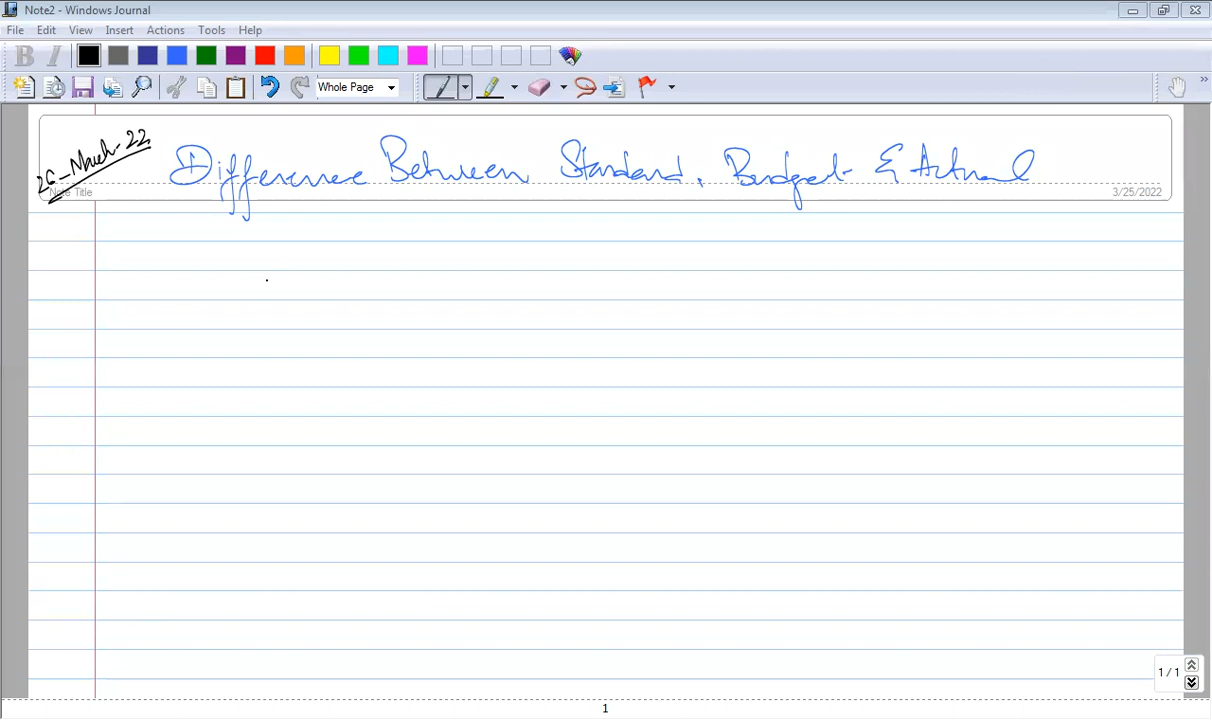 Note2 - Windows Journal
File Edit View Insert Actions Tools Help
B I
Whole Page
26-March-22
Difference Between Standard, Budget & Actual
Note Title
3/25/2022
1 / 1
1